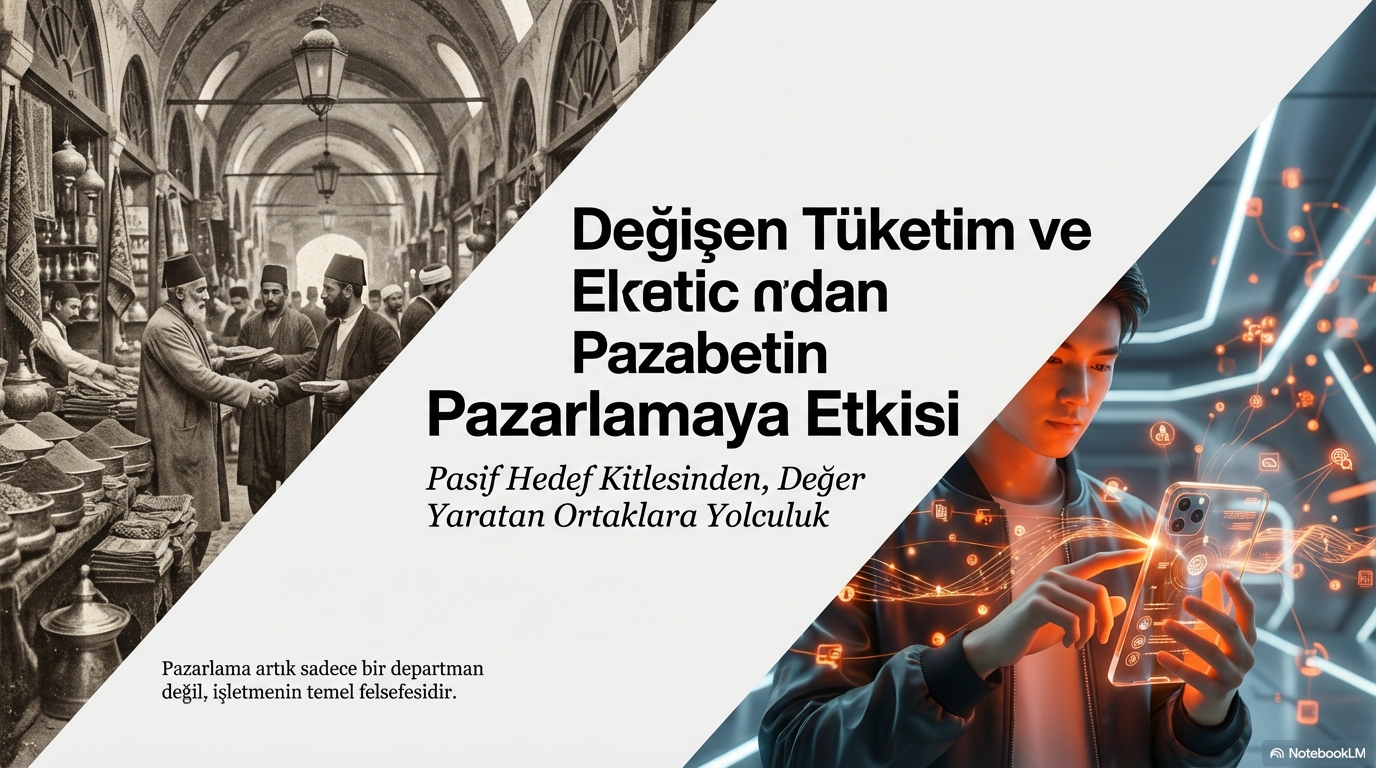 Değişen Tüketim ve
n'dan
Pazabetin
Pazarlamaya Etkisi
Pasif Hedef Kitlesinden, Değer
Yaratan Ortaklara Yolculuk
Pazarlama artık sadece bir departman
değil, işletmenin temel felsefesidir.
NotebookLM